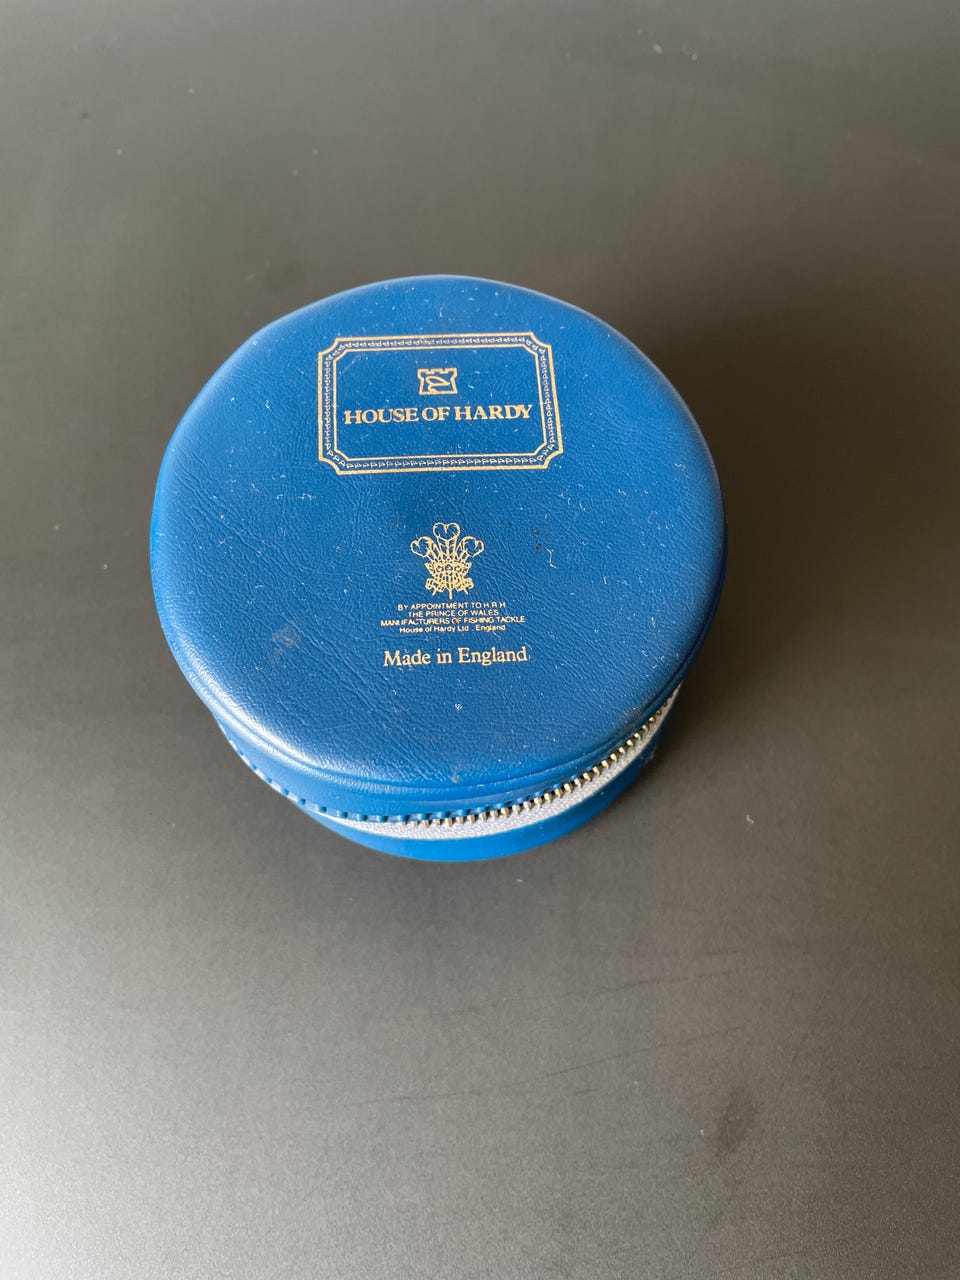 HOUSE OF HARDY
BY APPOINTMENT TO H.R.H
THE PRINCE OF WALES
MANUFACTURERS OF FISHING TACKLE
House of Hardy Ltd. England
Made in England